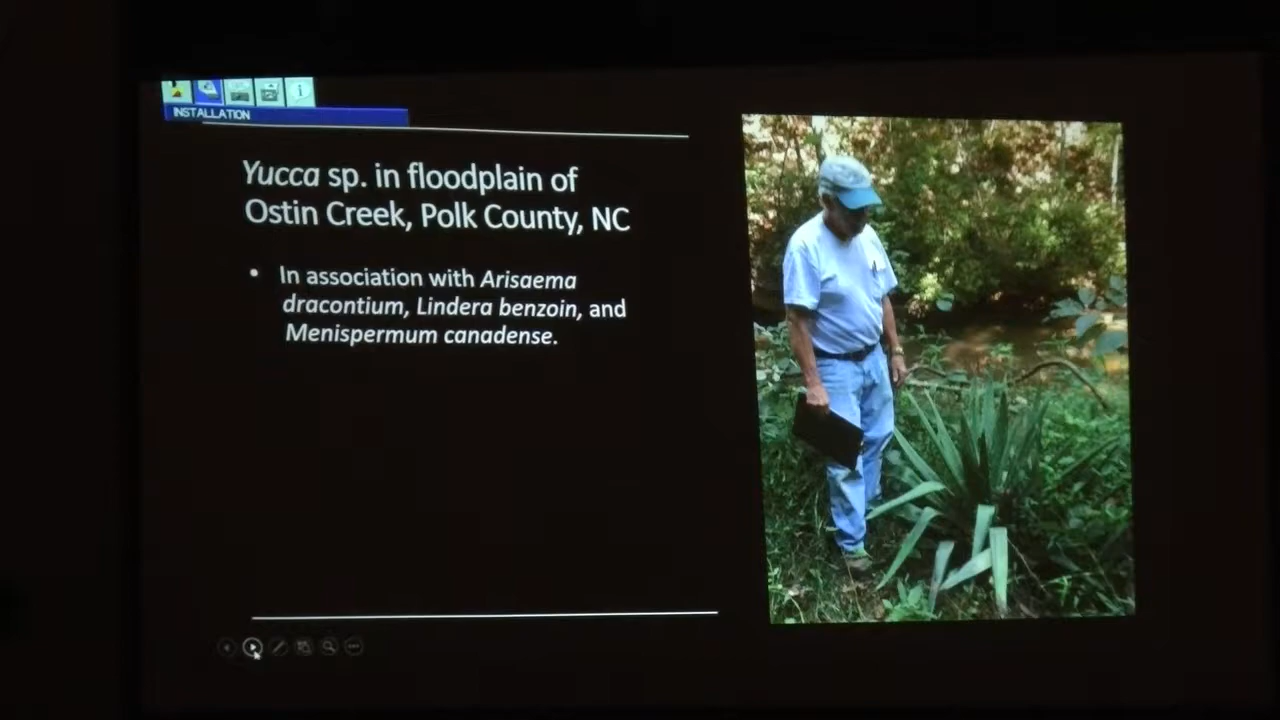 INSTALLATION
Yucca sp. in floodplain of
Ostin Creek, Polk County, NC
• In association with Arisaema
dracontium, Lindera benzoin, and
Menispermum canadense.